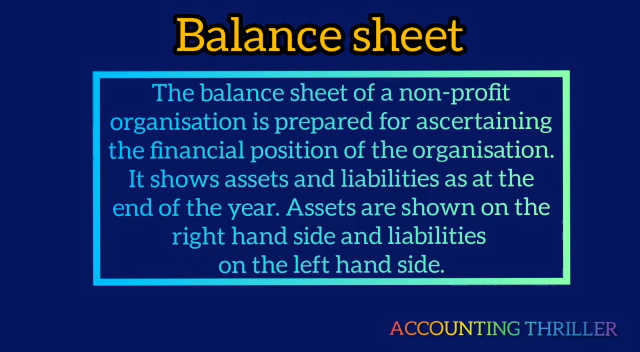 Balance sheet
The balance sheet of a non-profit
organisation is prepared for ascertaining
the financial position of the organisation.
It shows assets and liabilities as at the
end of the year. Assets are shown on the
right hand side and liabilities
on the left hand side.
ACCOUNTING THRILLER